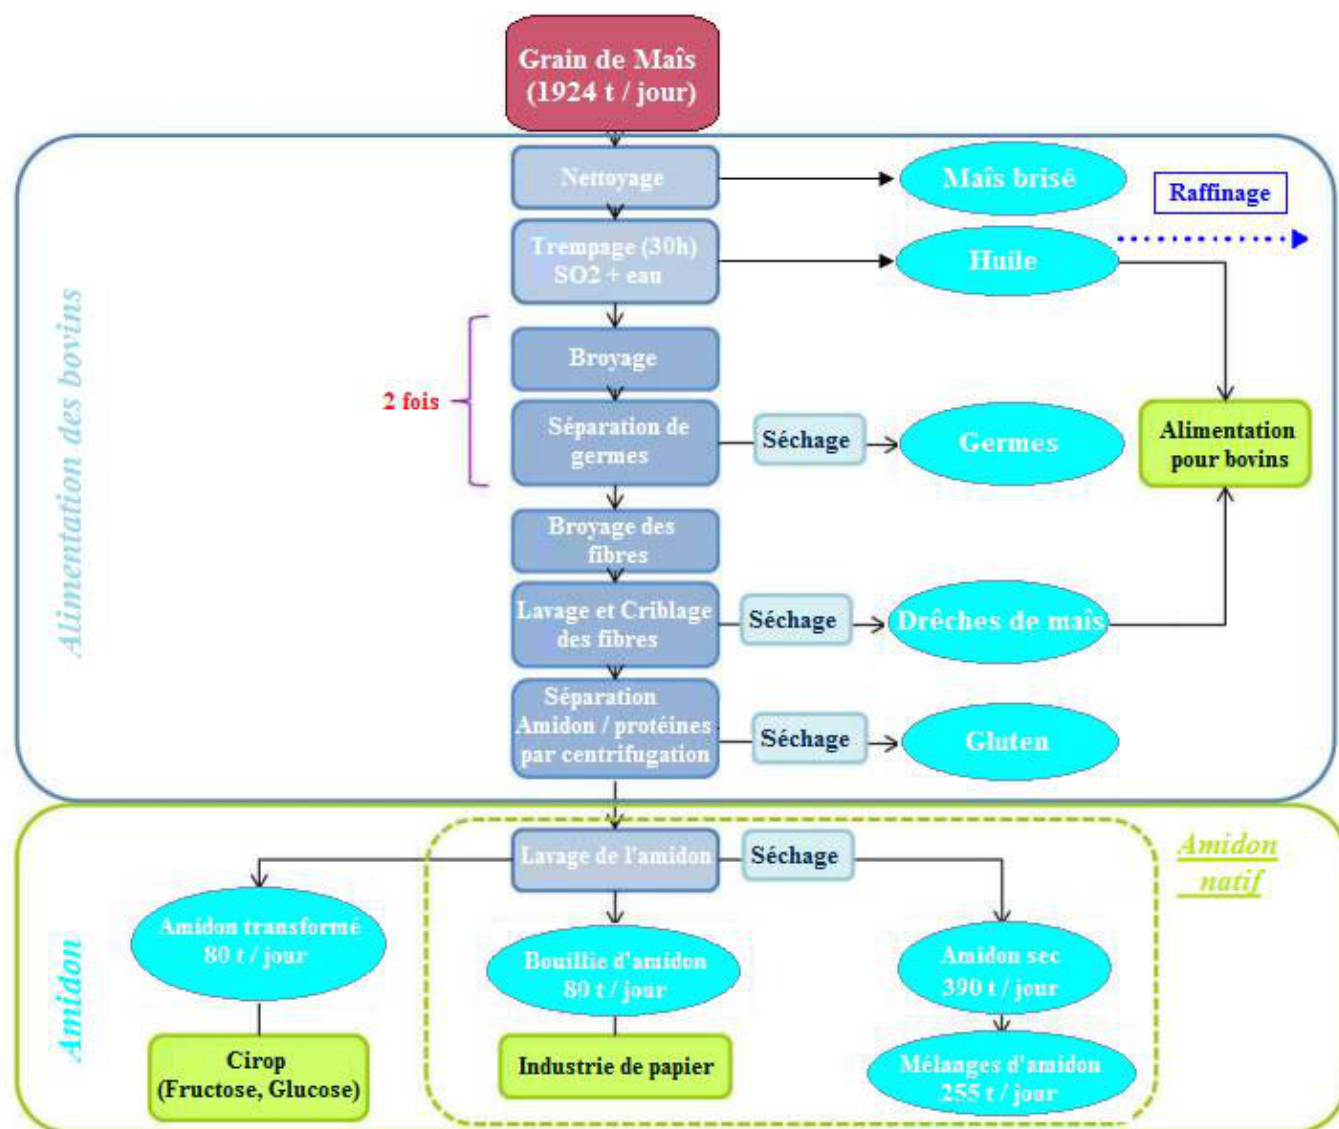 Grain de Maîs
(1924 t / jour)
Nettoyage
Maîs brisé
Raffinage
Trempage (30h)
SO2 + eau
Huile
Broyage
2 fois
Séparation de
germes
Séchage
Germes
Alimentation
pour bovins
Broyage des
fibres
Lavage et Criblage
des fibres
Séchage
Drêches de maîs
Séparation
Amidon / protéines
par centrifugation
Séchage
Gluten
Alimentation des bovins
Lavage de l'amidon
Séchage
Amidon
natif
Amidon transformé
80 t / jour
Bouillie d'amidon
80 t / jour
Amidon sec
390 t / jour
Cirop
(Fructose, Glucose)
Industrie de papier
Mélanges d'amidon
255 t / jour
Amidon